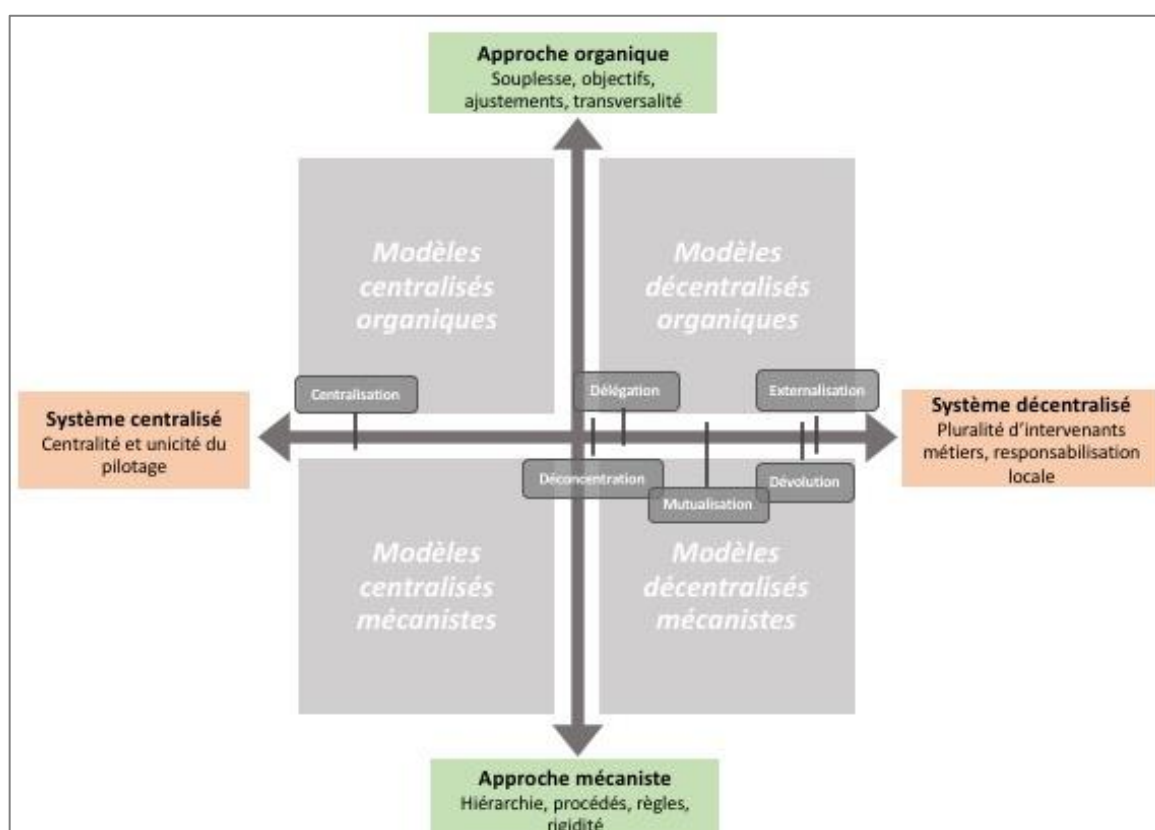 Approche organique
Souplesse, objectifs,
ajustements, transversalité
Modèles
centralisés
organiques
Modèles
décentralisés
organiques
Centralisation
Délégation
Externalisation
Système centralisé
Centralité et unicité du
pilotage
Système décentralisé
Pluralité d'intervenants
métiers, responsabilisation
locale
Déconcentration
Mutualisation
Dévolution
Modèles
centralisés
mécanistes
Modèles
décentralisés
mécanistes
Approche mécaniste
Hiérarchie, procédés, règles,
rigidité